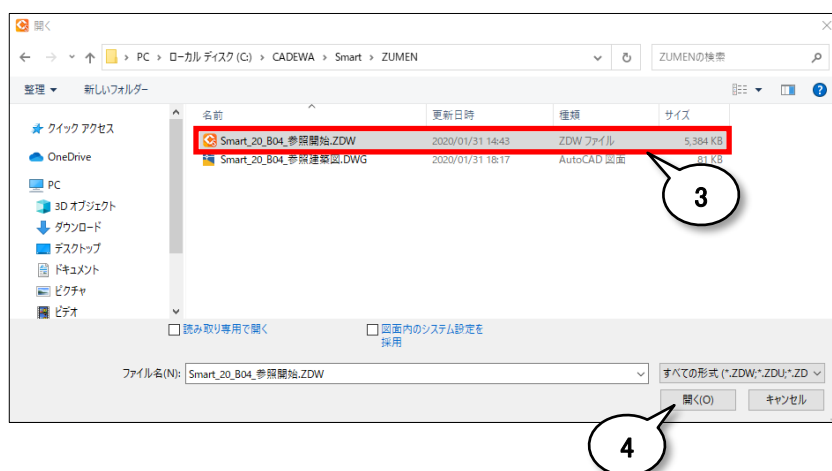 開く
PC > ローカル ディスク (C:) > CADEWA > Smart > ZUMEN
ZUMENの検索
整理 新しいフォルダー
名前 更新日時 種類 サイズ
クイック アクセス
Smart_20_B04_参照開始.ZDW 2020/01/31 14:43 ZDW ファイル 5,384 KB
OneDrive
Smart_20_B04_参照建築図.DWG 2020/01/31 18:17 AutoCAD 図面 81 KB
PC
3D オブジェクト
ダウンロード
デスクトップ
ドキュメント
ピクチャ
ビデオ
3
読み取り専用で開く
図面内のシステム設定を
採用
ファイル名(N): Smart_20_B04_参照開始.ZDW
すべての形式 (*.ZDW;*.ZDU;*.ZD
開く(O) キャンセル
4